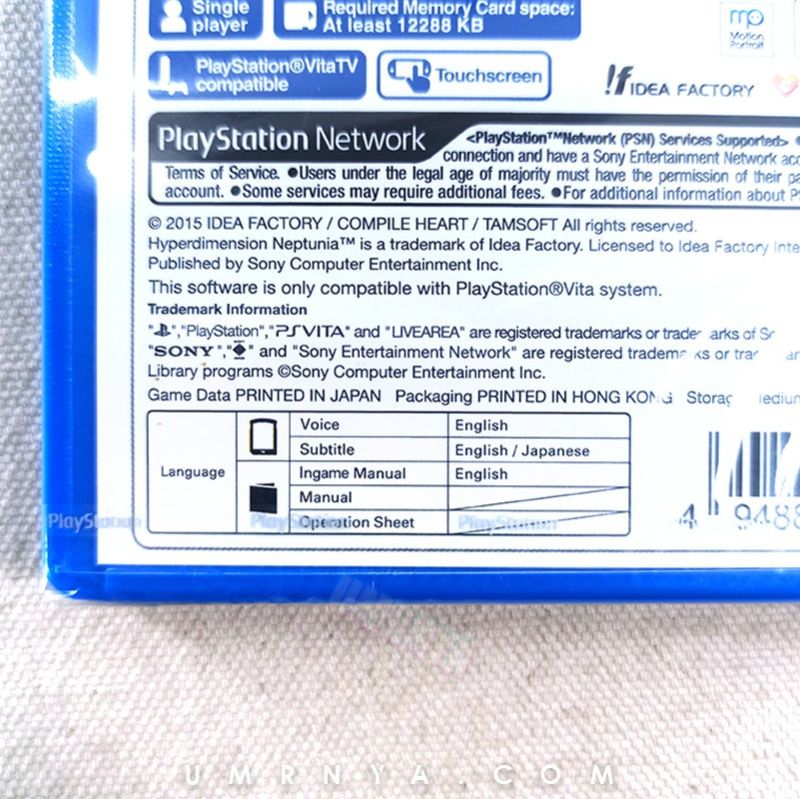 Single
player
Required Memory Card space:
At least 12288 KB
mp
Motion
Portrait
PlayStation®VitaTV
compatible
Touchscreen
IF IDEA FACTORY
PlayStation Network
<PlayStation™Network (PSN) Services Supported> ●
connection and have a Sony Entertainment Network
Terms of Service. ●Users under the legal age of majority must have the permission of their
account. ●Some services may require additional fees. ●For additional information about
© 2015 IDEA FACTORY / COMPILE HEART / TAMSOFT All rights reserved.
Hyperdimension Neptunia™ is a trademark of Idea Factory. Licensed to Idea Factory
Published by Sony Computer Entertainment Inc.
This software is only compatible with PlayStation®Vita system.
Trademark Information
"PS","PlayStation","PSVITA" and "LIVEAREA" are registered trademarks or of
"SONY"," " and "Sony Entertainment Network" are registered or
Library programs ©Sony Computer Entertainment Inc.
Game Data PRINTED IN JAPAN Packaging PRINTED IN HONG KONG
Language
Voice English
Subtitle English / Japanese
Ingame Manual English
Manual
Operation Sheet
PlayStation PlayStation PlayStation
4 9488
UMRNYA.COM